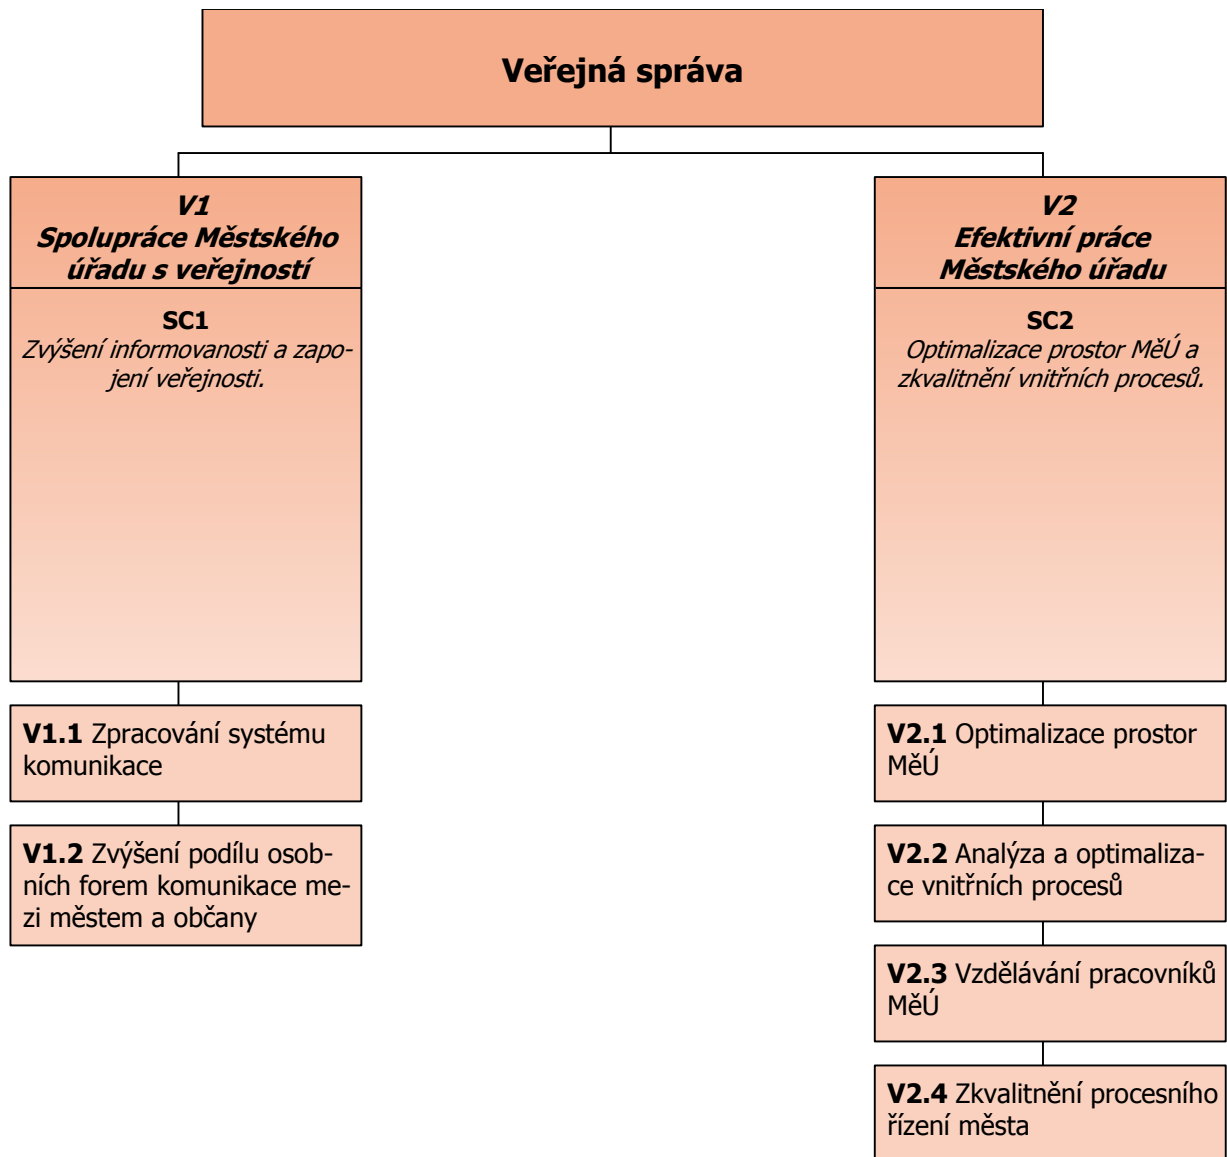 Veřejná správa
V1
Spolupráce Městského
úřadu s veřejností
SC1
Zvýšení informovanosti a zapo-
jení veřejnosti.
V1.1 Zpracování systému
komunikace
V1.2 Zvýšení podílu osob-
ních forem komunikace me-
zi městem a občany
V2
Efektivní práce
Městského úřadu
SC2
Optimalizace prostor MěÚ a
zkvalitnění vnitřních procesů.
V2.1 Optimalizace prostor
MěÚ
V2.2 Analýza a optimaliza-
ce vnitřních procesů
V2.3 Vzdělávání pracovníků
MěÚ
V2.4 Zkvalitnění procesního
řízení města